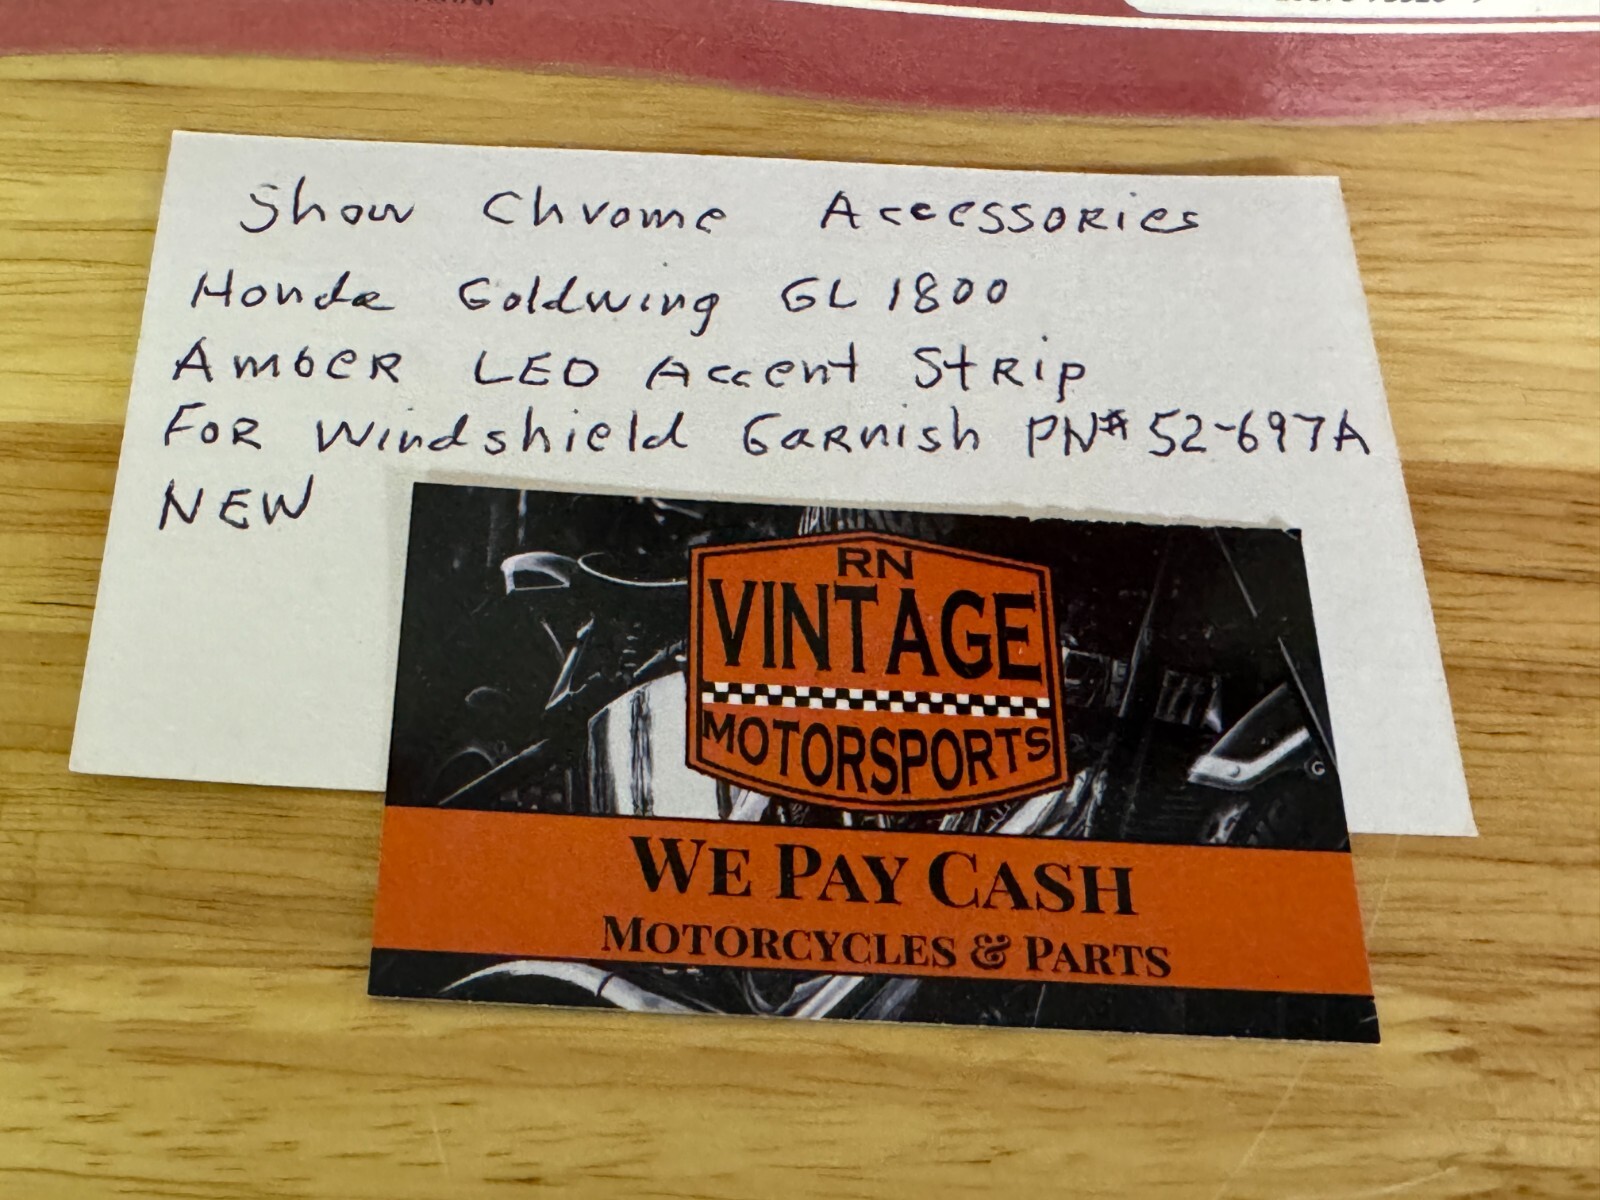 Show Chrome Accessories
Honda Goldwing GL1800
Amber LED Accent Strip
For Windshield Garnish PN# 52-697A
NEW
RN
VINTAGE
MOTORSPORTS
WE PAY CASH
MOTORCYCLES & PARTS